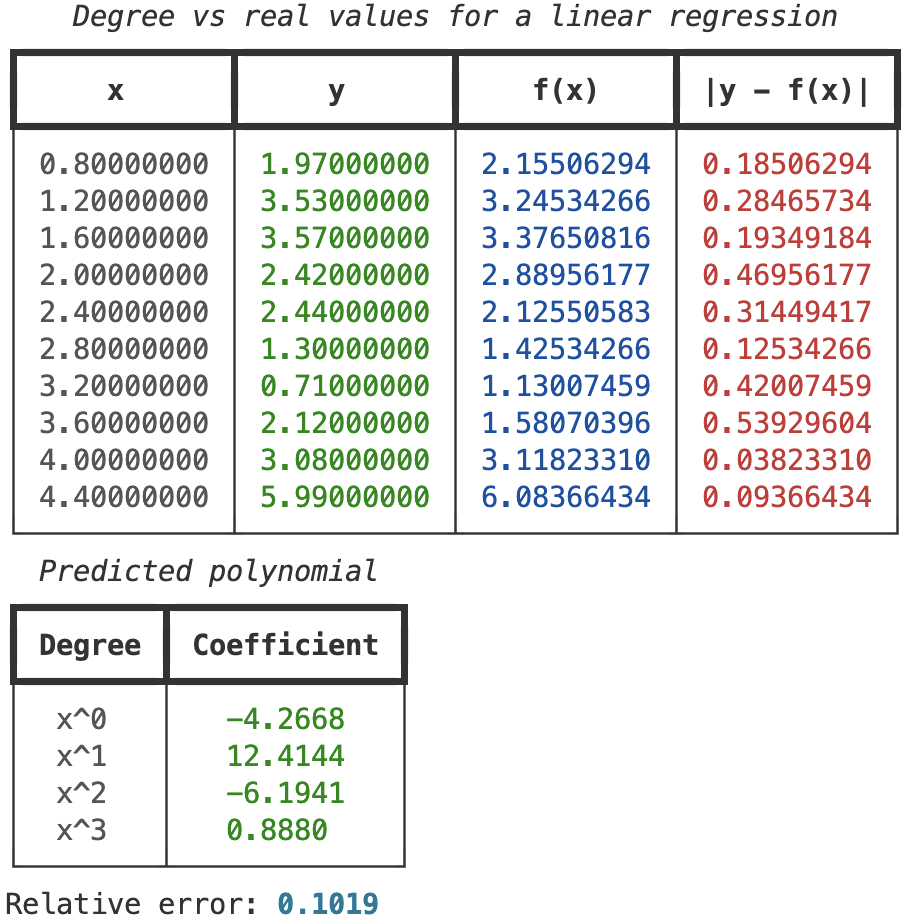 Degree vs real values for a linear regression
x y f(x) |y - f(x)|
0.80000000 1.97000000 2.15506294 0.18506294
1.20000000 3.53000000 3.24534266 0.28465734
1.60000000 3.57000000 3.37650816 0.19349184
2.00000000 2.42000000 2.88956177 0.46956177
2.40000000 2.44000000 2.12550583 0.31449417
2.80000000 1.30000000 1.42534266 0.12534266
3.20000000 0.71000000 1.13007459 0.42007459
3.60000000 2.12000000 1.58070396 0.53929604
4.00000000 3.08000000 3.11823310 0.03823310
4.40000000 5.99000000 6.08366434 0.09366434
Predicted polynomial
Degree Coefficient
x^0 -4.2668
x^1 12.4144
x^2 -6.1941
x^3 0.8880
Relative error: 0.1019